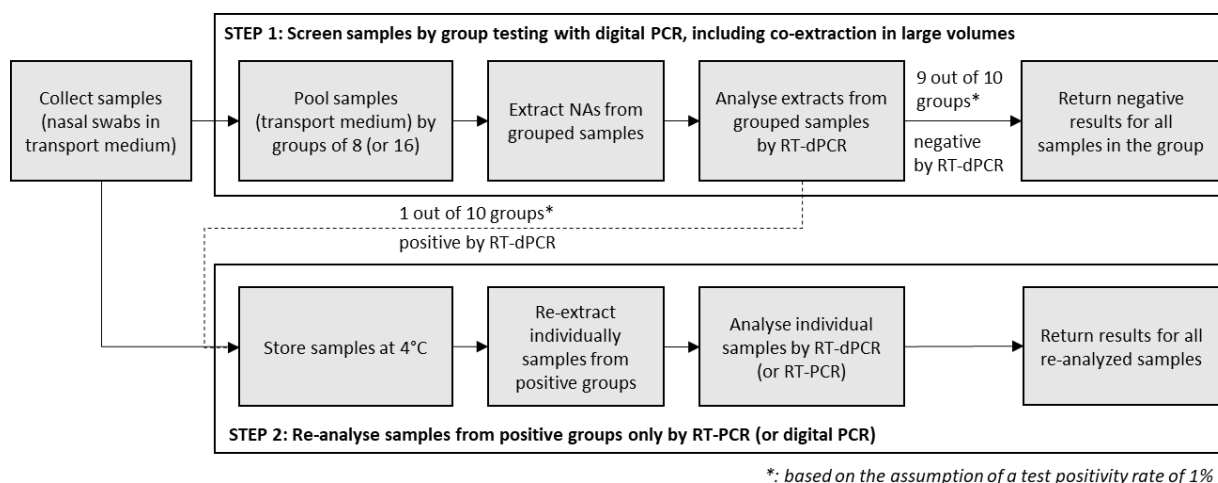 STEP 1: Screen samples by group testing with digital PCR, including co-extraction in large volumes
Collect samples
(nasal swabs in
transport medium)
Pool samples
(transport medium) by
groups of 8 (or 16)
Extract NAs from
grouped samples
Analyse extracts from
grouped samples
by RT-dPCR
9 out of 10
groups*
negative
by RT-dPCR
Return negative
results for all
samples in the group
1 out of 10 groups*
positive by RT-dPCR
Store samples at 4°C
Re-extract
individually
samples from
positive groups
Analyse individual
samples by RT-dPCR
(or RT-PCR)
Return results for all
re-analyzed samples
STEP 2: Re-analyse samples from positive groups only by RT-PCR (or digital PCR)
*: based on the assumption of a test positivity rate of 1%